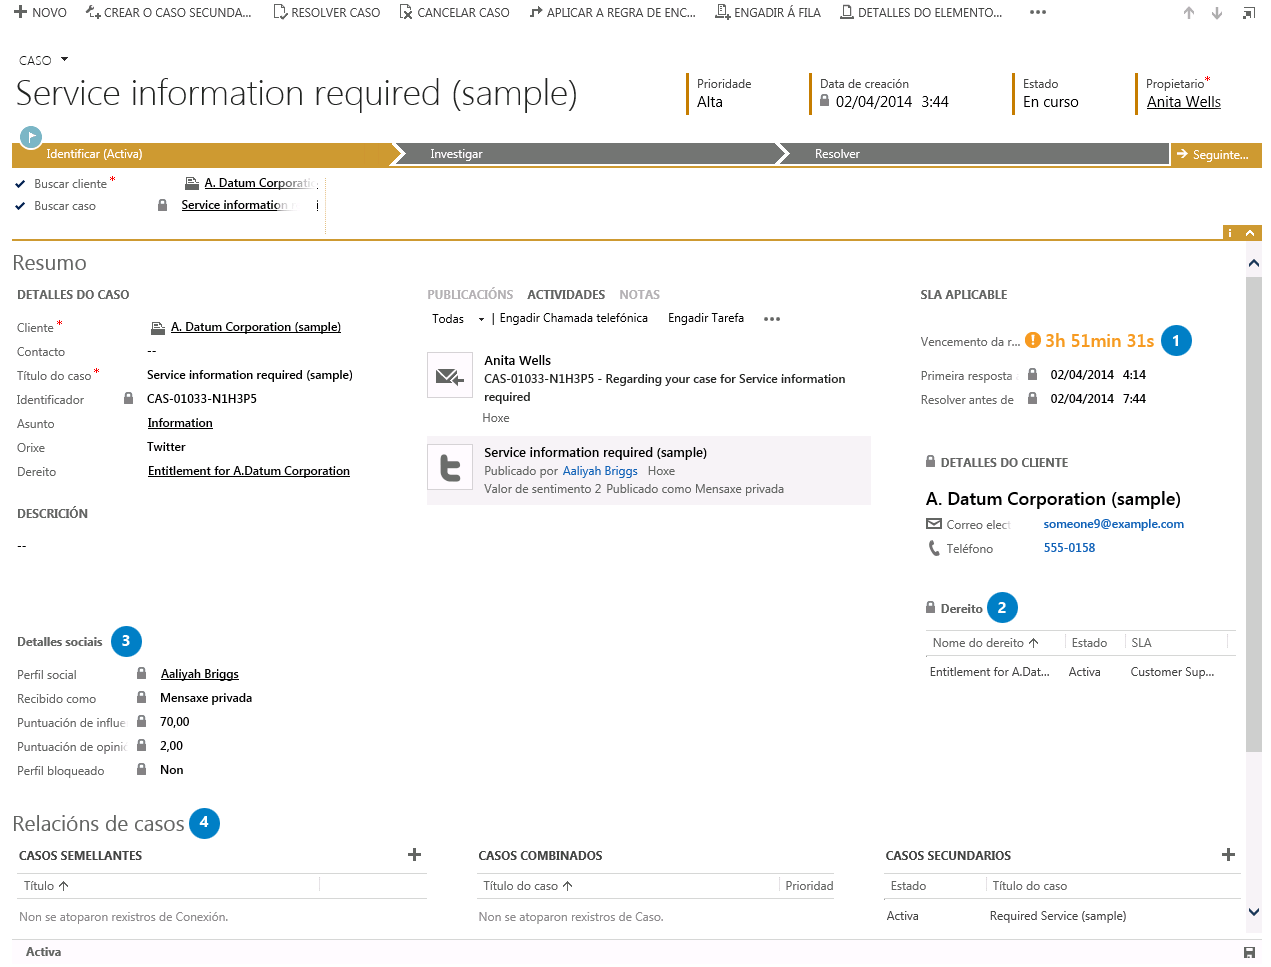 NOVO CREAR O CASO SECUNDA... RESOLVER CASO CANCELAR CASO APLICAR A REGRA DE ENC... ENGADIR Á FILA DETALLES DO ELEMENTO... •••
CASO
Service information required (sample)
Prioridade
Alta
Data de creación
02/04/2014 3:44
Estado
En curso
Propietario*
Anita Wells
Identificar (Activa) Investigar Resolver Seguinte...
Buscar cliente* A. Datum Corporatio
Buscar caso Service information
Resumo
DETALLES DO CASO
Cliente* A. Datum Corporation (sample)
Contacto --
Título do caso* Service information required (sample)
Identificador CAS-01033-N1H3P5
Asunto Information
Orixe Twitter
Dereito Entitlement for A.Datum Corporation
DESCRICIÓN
--
Detalles sociais 3
Perfil social Aaliyah Briggs
Recibido como Mensaxe privada
Puntuación de influe 70,00
Puntuación de opinió 2,00
Perfil bloqueado Non
PUBLICACIÓNS ACTIVIDADES NOTAS
Todas | Engadir Chamada telefónica Engadir Tarefa •••
Anita Wells
CAS-01033-N1H3P5 - Regarding your case for Service information
required
Hoxe
Service information required (sample)
Publicado por Aaliyah Briggs Hoxe
Valor de sentimento 2 Publicado como Mensaxe privada
SLA APLICABLE
Vencemento da r... 3h 51min 31s 1
Primeira resposta 02/04/2014 4:14
Resolver antes de 02/04/2014 7:44
DETALLES DO CLIENTE
A. Datum Corporation (sample)
Correo elect someone9@example.com
Teléfono 555-0158
Dereito 2
Nome do dereito Estado SLA
Entitlement for A.Dat... Activa Customer Sup...
Relacións de casos 4
CASOS SEMELLANTES
Título
Non se atoparon rexistros de Conexión.
CASOS COMBINADOS
Título do caso Prioridad
Non se atoparon rexistros de Caso.
CASOS SECUNDARIOS
Estado Título do caso
Activa Required Service (sample)
Activa